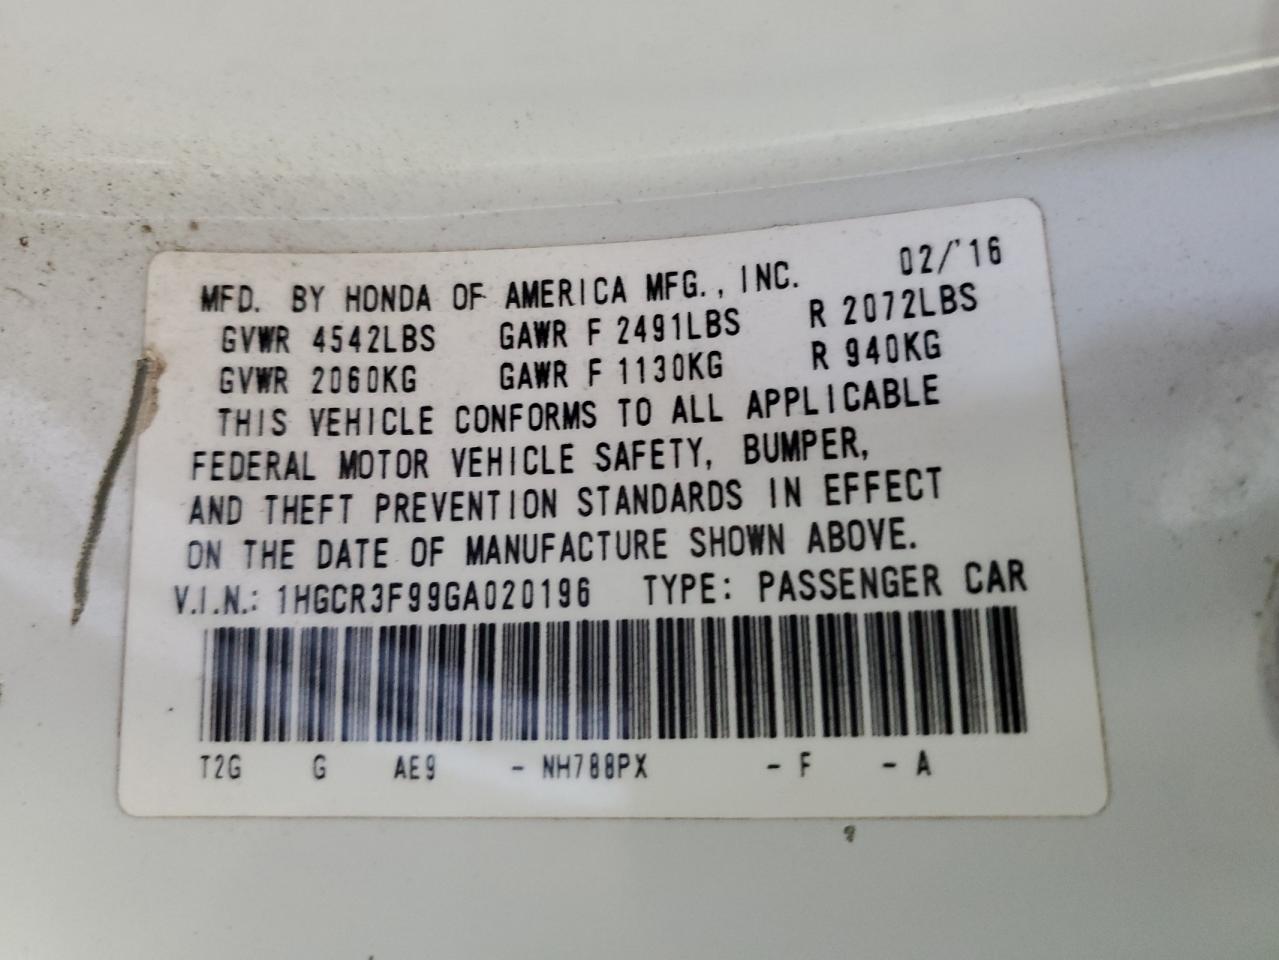 MFD. BY HONDA OF AMERICA MFG., INC. 02/'16
GVWR 4542LBS GAWR F 2491LBS R 2072LBS
GVWR 2060KG GAWR F 1130KG R 940KG
THIS VEHICLE CONFORMS TO ALL APPLICABLE
FEDERAL MOTOR VEHICLE SAFETY, BUMPER,
AND THEFT PREVENTION STANDARDS IN EFFECT
ON THE DATE OF MANUFACTURE SHOWN ABOVE.
V.I.N.: 1HGCR3F99GA020196 TYPE: PASSENGER CAR
T2G G AE9 - NH788PX - F - A